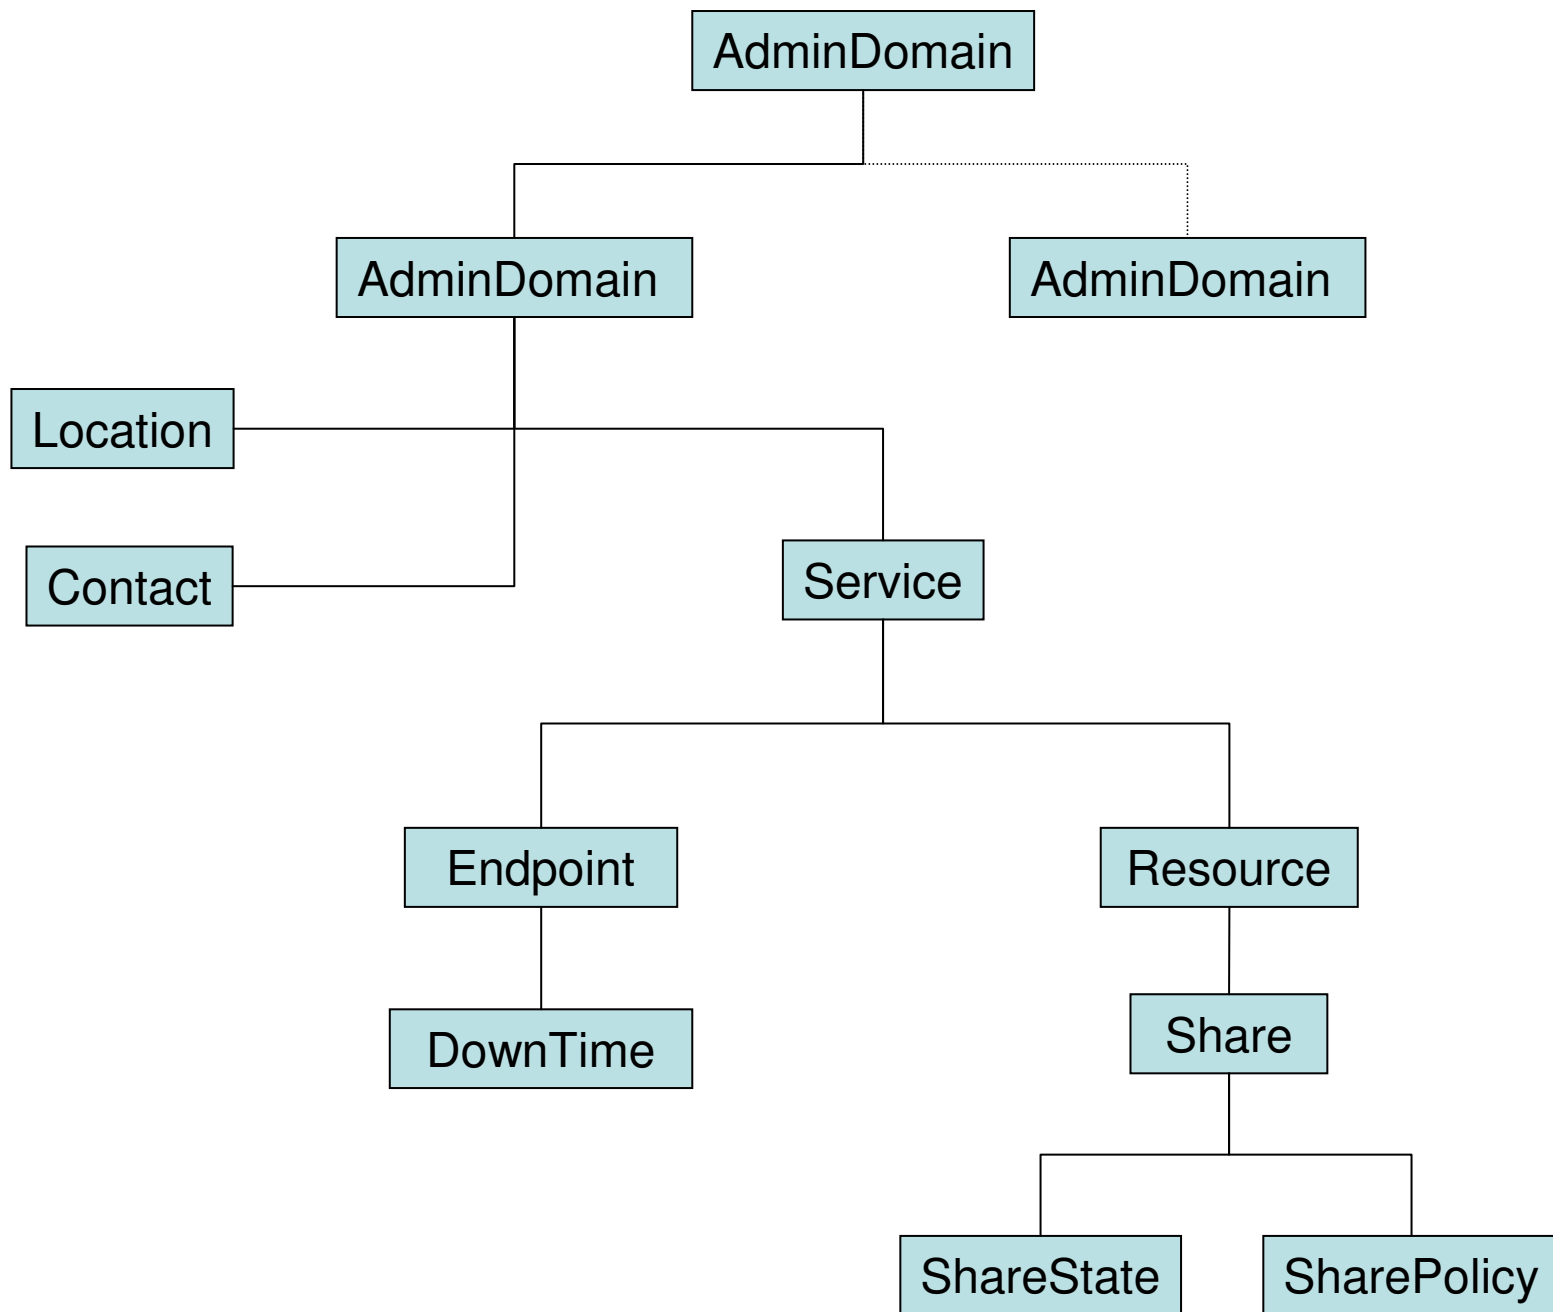 AdminDomain
AdminDomain
AdminDomain
Location
Contact
Service
Endpoint
Resource
DownTime
Share
ShareState
SharePolicy